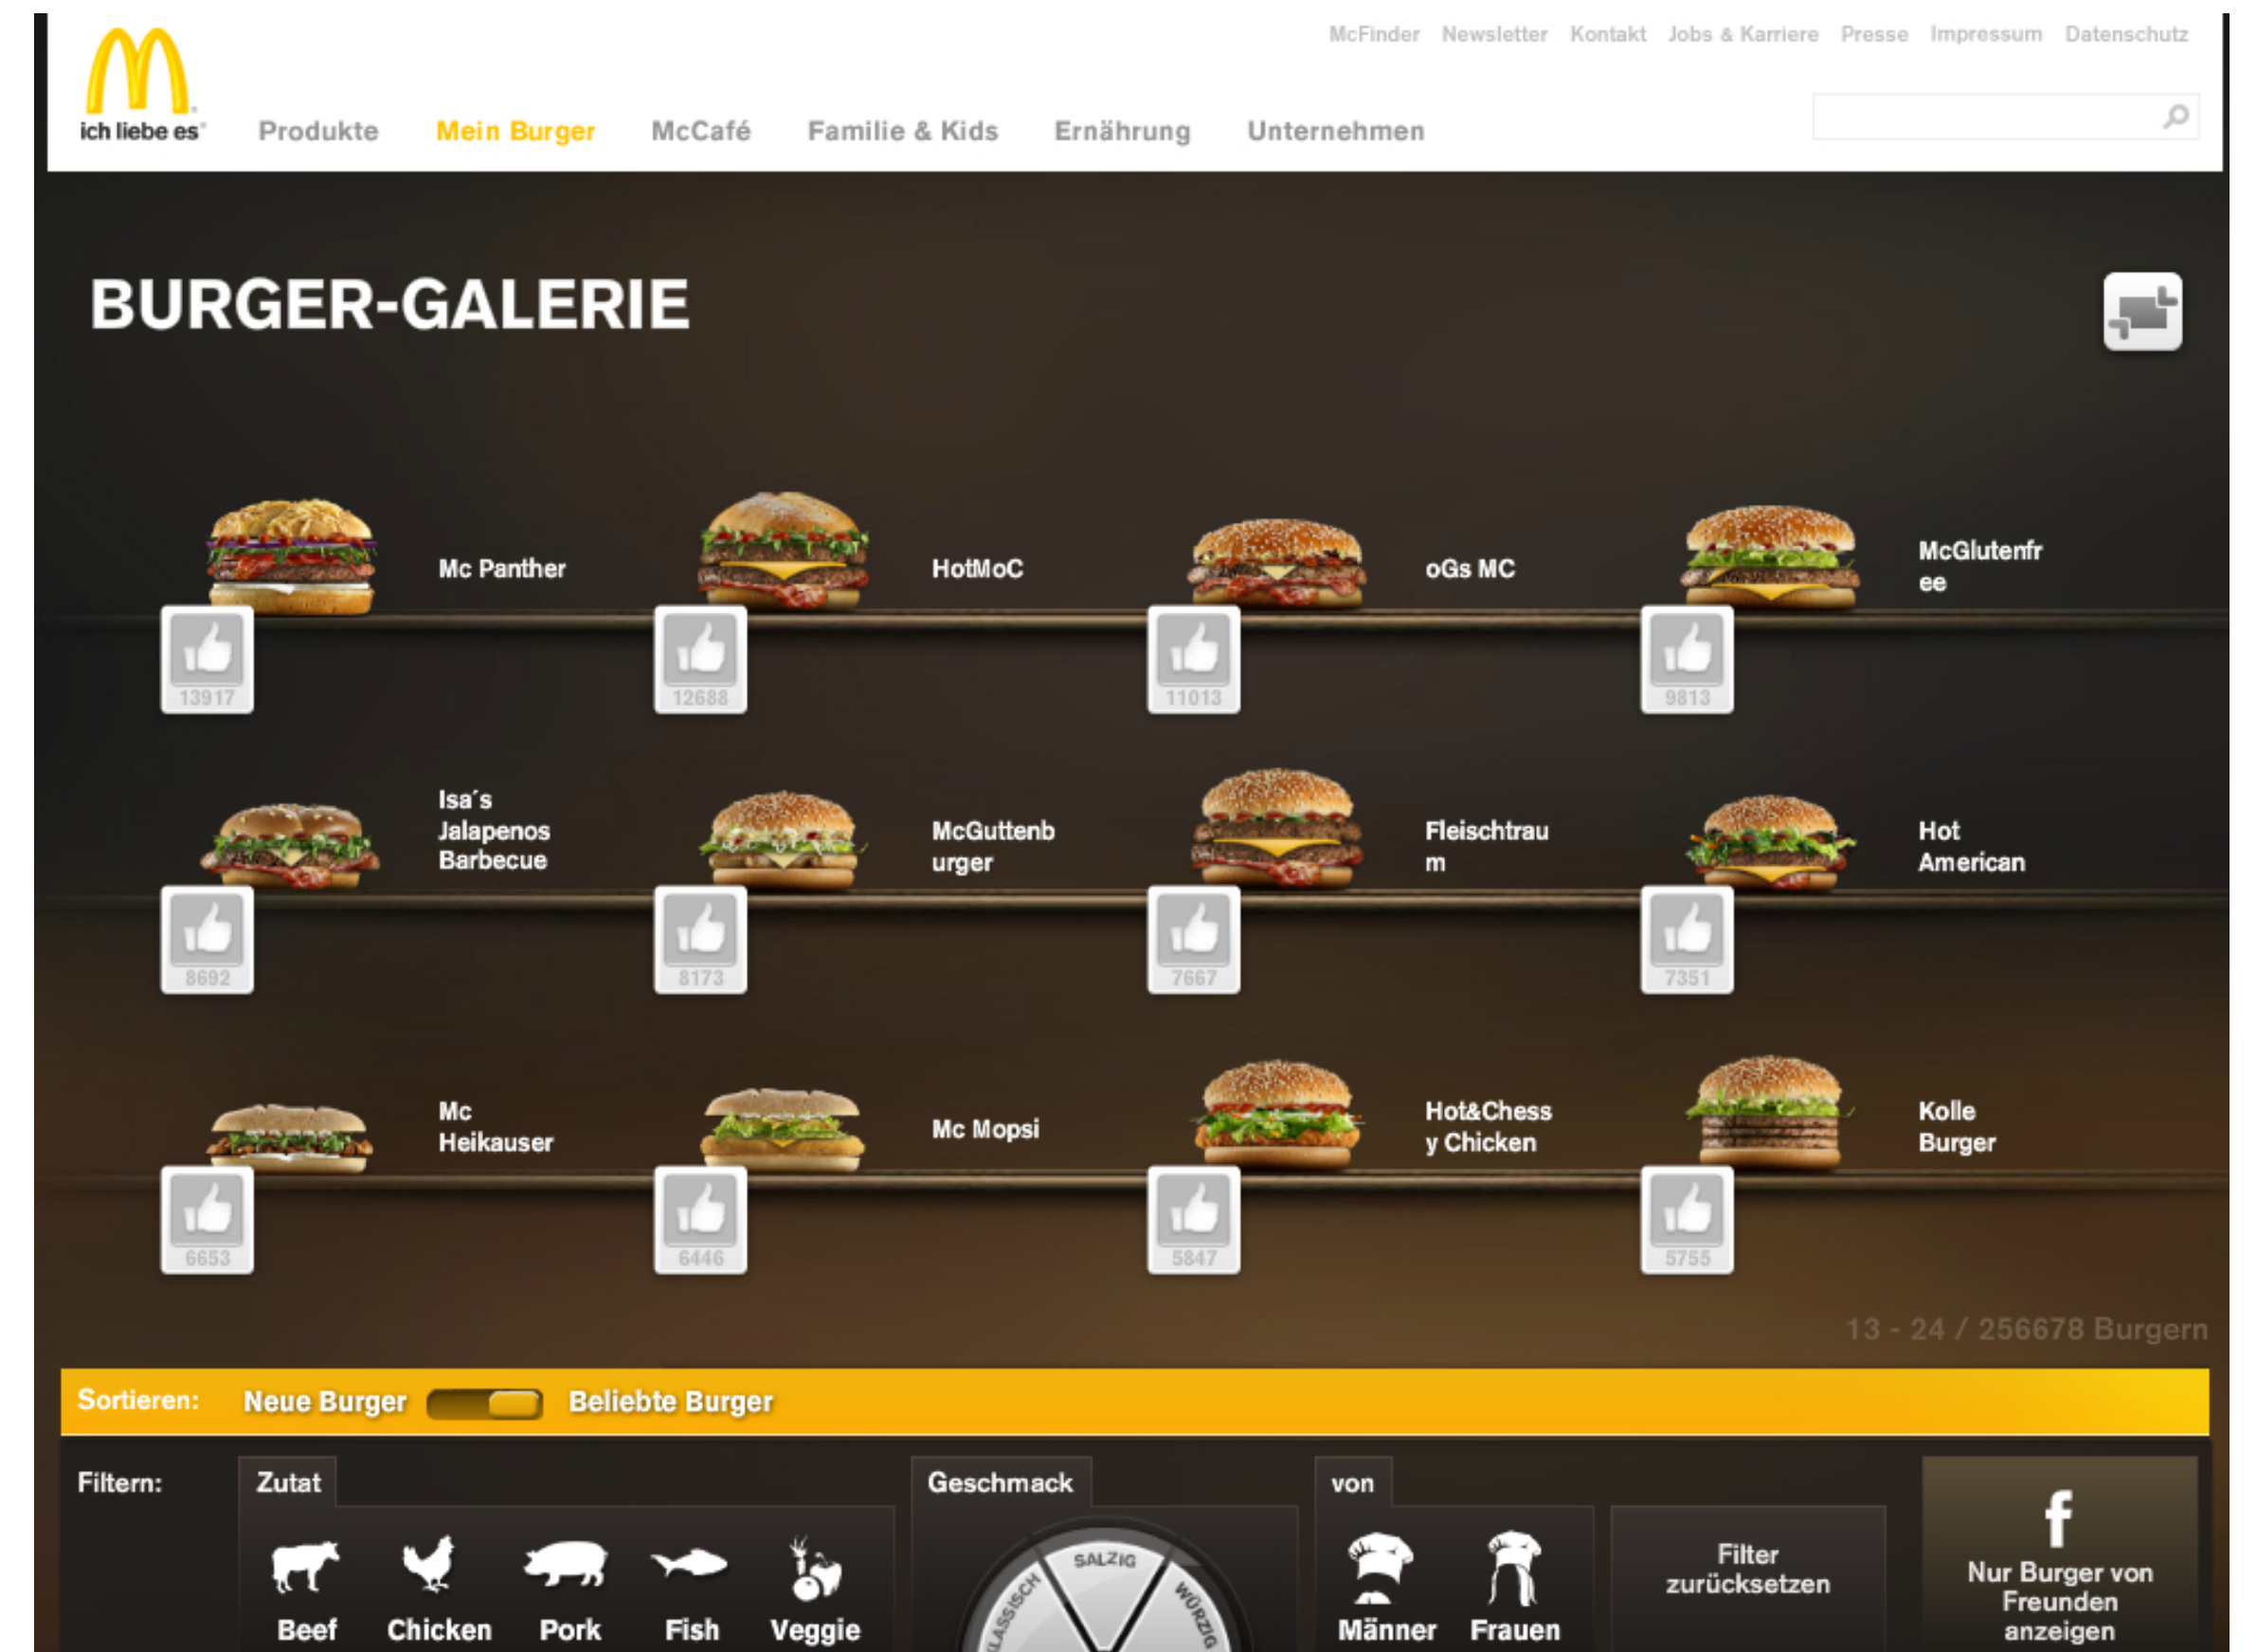 McFinder Newsletter Kontakt Jobs & Karriere Presse Impressum Datenschutz
ich liebe es®
Produkte Mein Burger McCafé Familie & Kids Ernährung Unternehmen
BURGER-GALERIE
Mc Panther
HotMoC
oGs MC
McGlutenfr
ee
13917
12688
11013
9813
Isa´s
Jalapenos
Barbecue
McGuttenb
urger
Fleischtrau
m
Hot
American
8692
8173
7667
7351
Mc
Heikauser
Mc Mopsi
Hot&Chess
y Chicken
Kolle
Burger
6653
6446
5847
5755
13 - 24 / 256678 Burgern
Sortieren: Neue Burger Beliebte Burger
Filtern:
Zutat
Beef Chicken Pork Fish Veggie
Geschmack
KLASSISCH
SALZIG
WÜRZIG
von
Männer Frauen
Filter
zurücksetzen
f
Nur Burger von
Freunden
anzeigen